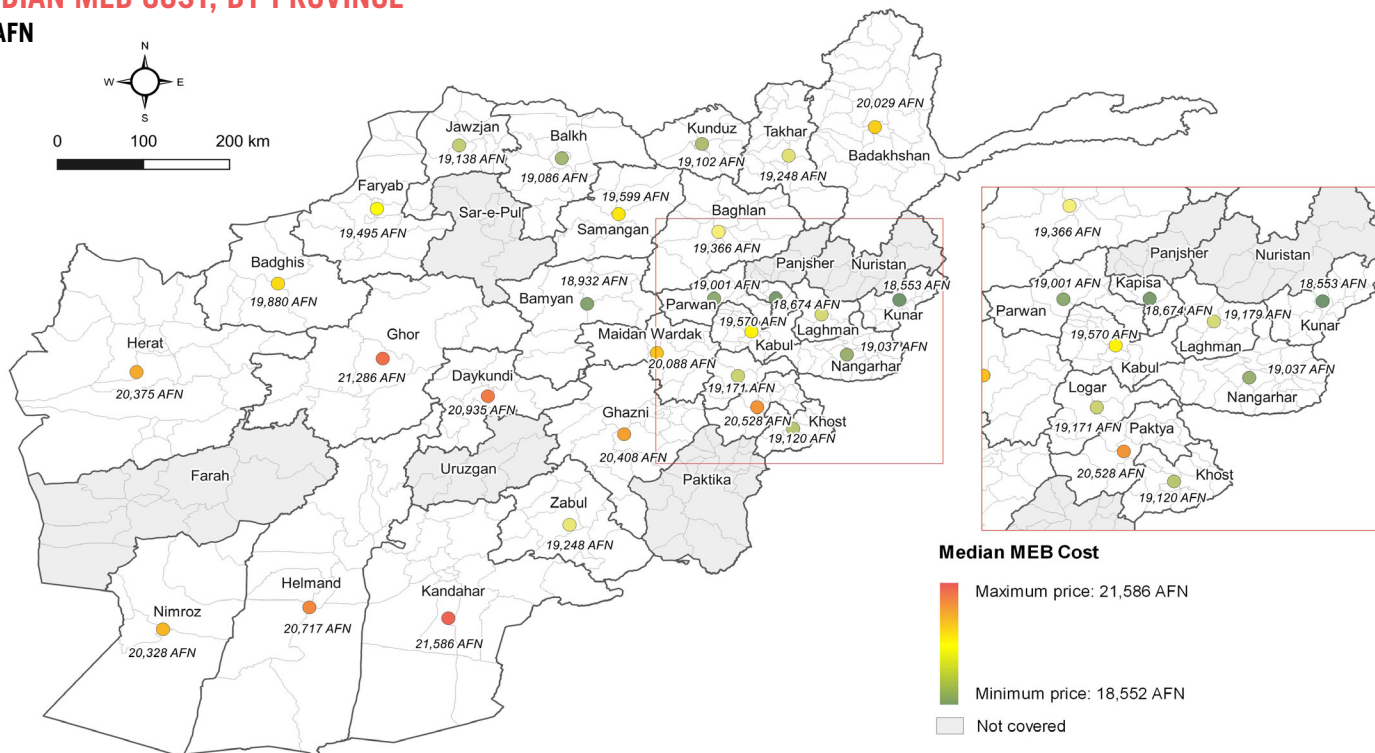 DIAN MEB COST, BY PROVINCE
AFN
N
W E
S
0 100 200 km
Jawzjan
19,138 AFN
Balkh
19,086 AFN
Kunduz
19,102 AFN
Takhar
19,248 AFN
20,029 AFN
Badakhshan
Faryab
19,495 AFN
Sar-e-Pul
19,599 AFN
Samangan
Baghlan
19,366 AFN
Badghis
19,880 AFN
Panjsher
Nuristan
18,932 AFN
Bamyan
19,001 AFN
Parwan
18,674 AFN
18,553 AFN
Kunar
Herat
20,375 AFN
Ghor
21,286 AFN
Maidan Wardak
20,088 AFN
19,570 AFN
Kabul
Laghman
19,037 AFN
Nangarhar
Daykundi
20,935 AFN
19,171 AFN
Ghazni
20,408 AFN
20,528 AFN
Khost
19,120 AFN
Farah
Uruzgan
Paktika
Zabul
19,248 AFN
Nimroz
20,328 AFN
Helmand
20,717 AFN
Kandahar
21,586 AFN
19,366 AFN
Panjsher
Nuristan
19,001 AFN
Parwan
Kapisa
18,674 AFN
18,553 AFN
Kunar
19,179 AFN
Laghman
19,570 AFN
Kabul
19,037 AFN
Nangarhar
Logar
19,171 AFN
Paktya
20,528 AFN
Khost
19,120 AFN
Median MEB Cost
Maximum price: 21,586 AFN
Minimum price: 18,552 AFN
Not covered